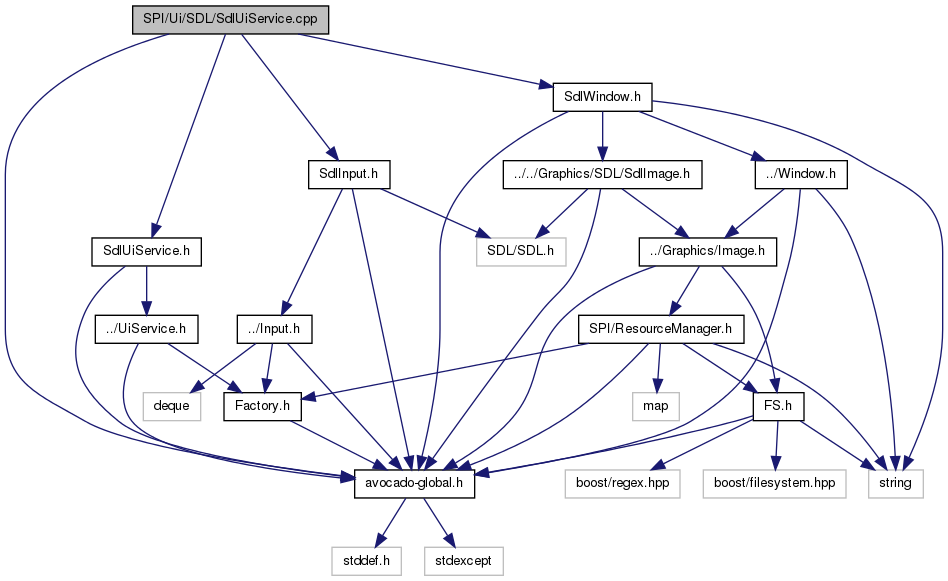 SPI/Ui/SDL/SdlUiService.cpp
SdlWindow.h
SdlInput.h
../../Graphics/SDL/SdlImage.h
../Window.h
SdlUiService.h
SDL/SDL.h
../Graphics/Image.h
../UiService.h
../Input.h
SPI/ResourceManager.h
deque
Factory.h
map
FS.h
avocado-global.h
boost/regex.hpp
boost/filesystem.hpp
string
stddef.h
stdexcept